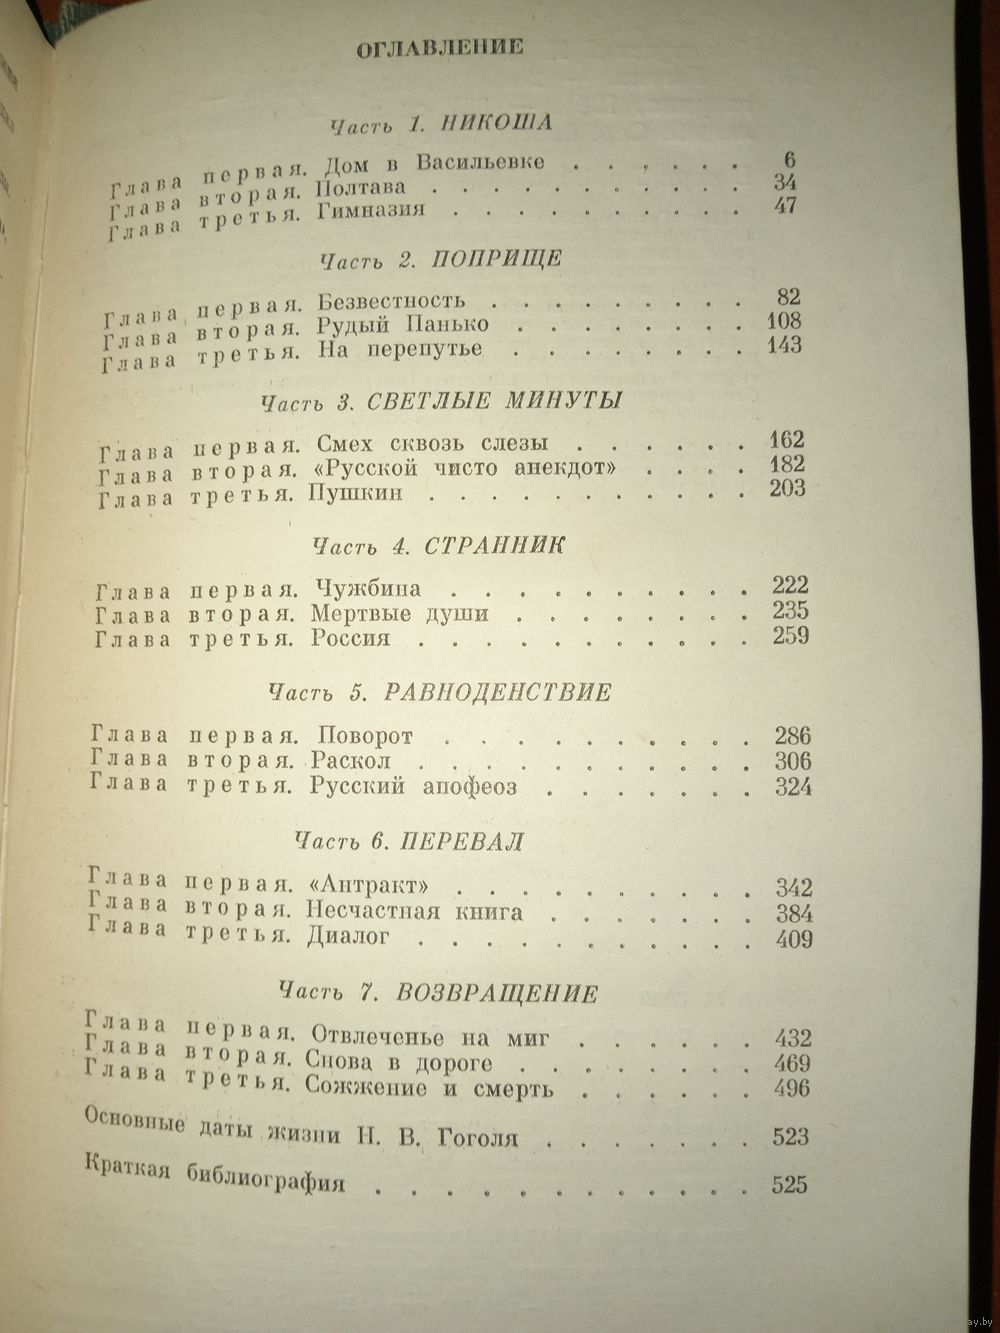 ОГЛАВЛЕНИЕ
Часть 1. НИКОША
Глава первая. Дом в Васильевке . . . . . . 6
Глава вторая. Полтава . . . . . . . . . . 34
Глава третья. Гимназия . . . . . . . . . 47
Часть 2. ПОПРИЩЕ
Глава первая. Безвестность . . . . . . . . 82
Глава вторая. Рудый Панько . . . . . . . 108
Глава третья. На перепутье . . . . . . . 143
Часть 3. СВЕТЛЫЕ МИНУТЫ
Глава первая. Смех сквозь слезы . . . . . . 162
Глава вторая. «Русской чисто анекдот» . . . . 182
Глава третья. Пушкин . . . . . . . . . . 203
Часть 4. СТРАННИК
Глава первая. Чужбина . . . . . . . . . . 222
Глава вторая. Мертвые души . . . . . . . . 235
Глава третья. Россия . . . . . . . . . . . 259
Часть 5. РАВНОДЕНСТВИЕ
Глава первая. Поворот . . . . . . . . . . 286
Глава вторая. Раскол . . . . . . . . . . . 306
Глава третья. Русский апофеоз . . . . . . . 324
Часть 6. ПЕРЕВАЛ
Глава первая. «Антракт» . . . . . . . . . 342
Глава вторая. Несчастная книга . . . . . . . 384
Глава третья. Диалог . . . . . . . . . . 409
Часть 7. ВОЗВРАЩЕНИЕ
Глава первая. Отвлеченье на миг . . . . . . 432
Глава вторая. Снова в дороге . . . . . . . 469
Глава третья. Сожжение и смерть . . . . . . 496
Основные даты жизни Н. В. Гоголя . . . . . . 523
Краткая библиография . . . . . . . . . . . 525